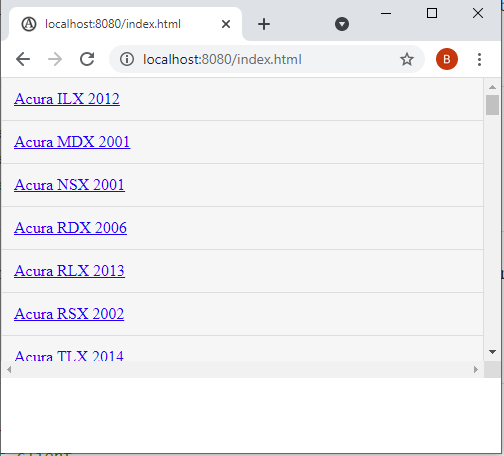 localhost:8080/index.html
localhost:8080/index.html
B
Acura ILX 2012
Acura MDX 2001
Acura NSX 2001
Acura RDX 2006
Acura RLX 2013
Acura RSX 2002
Acura TLX 2014